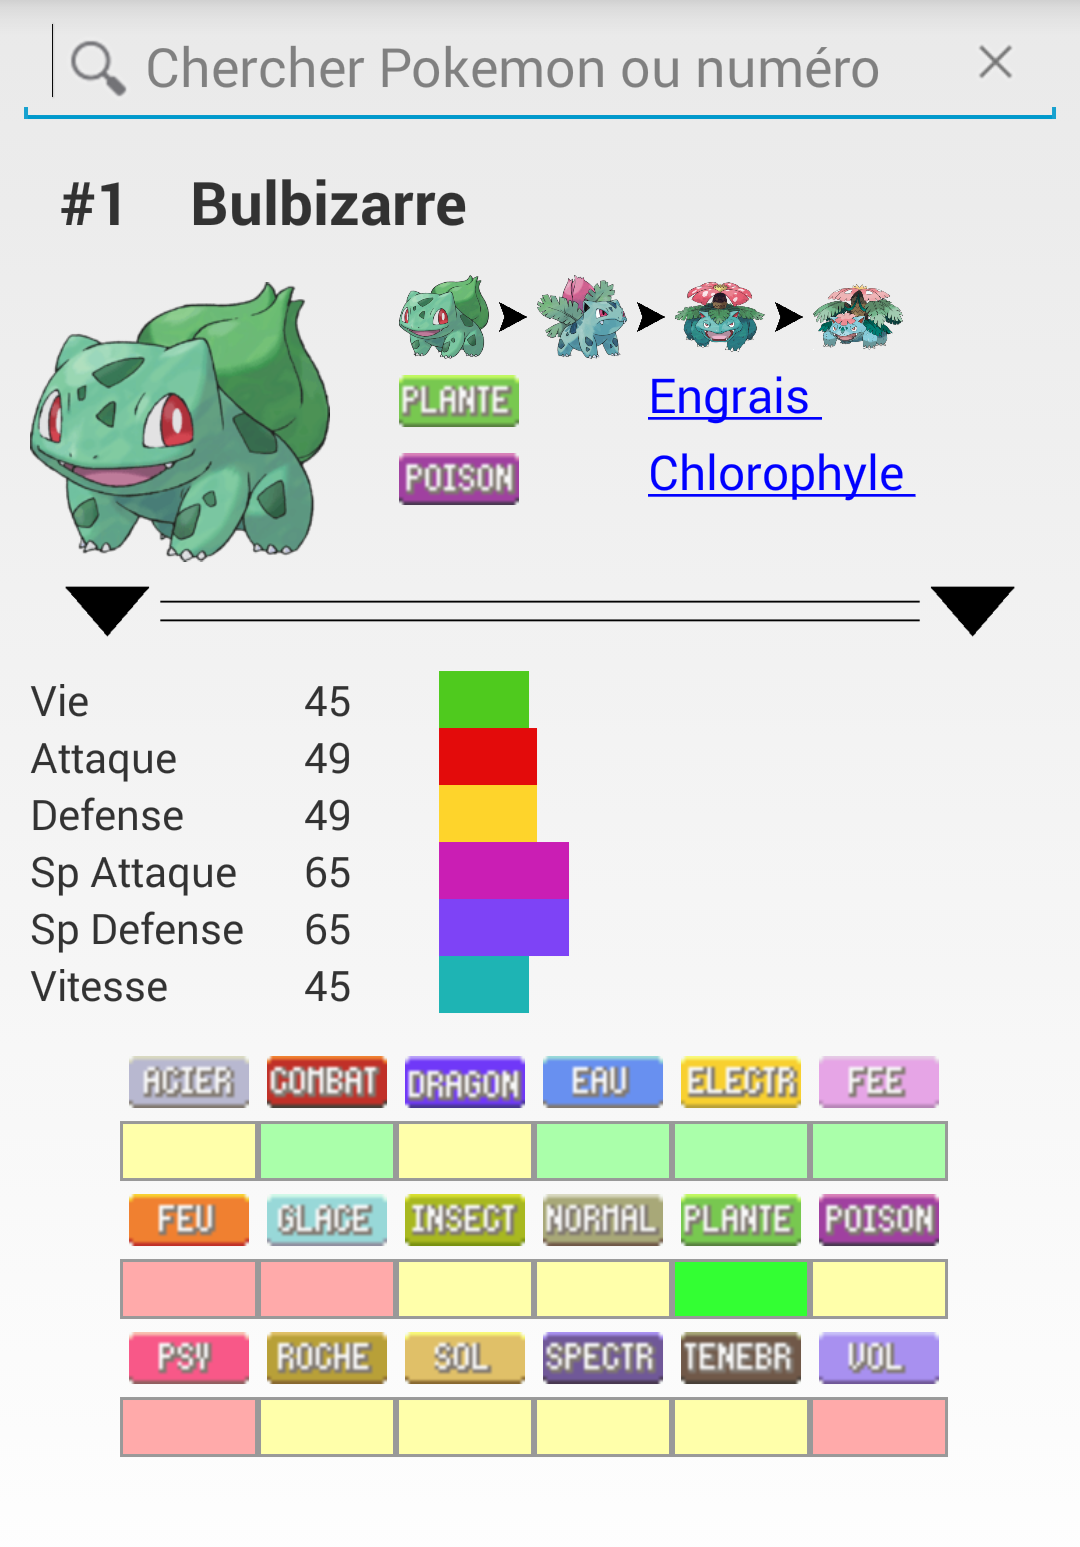 Chercher Pokemon ou numéro
#1 Bulbizarre
PLANTE Engrais
POISON Chlorophyle
Vie 45
Attaque 49
Defense 49
Sp Attaque 65
Sp Defense 65
Vitesse 45
ACIER COMBAT DRAGON EAU ELECTR FEE
FEU GLACE INSECT NORMAL PLANTE POISON
PSY ROCHE SOL SPECTR TENEBR VOL